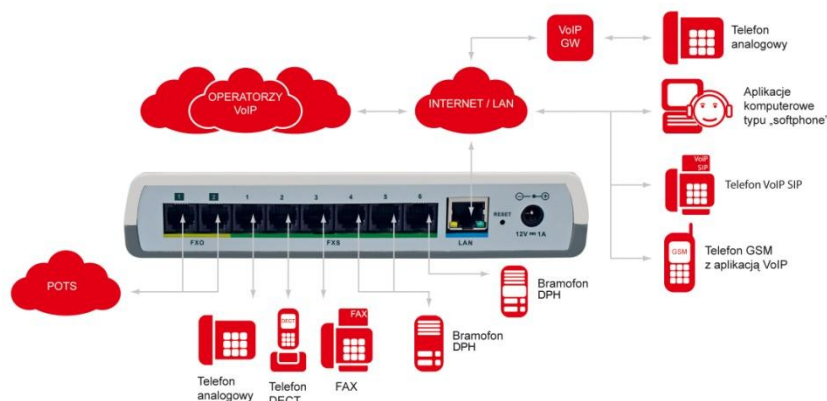 VoIP
GW
Telefon
analogowy
OPERATORZY
VoIP
INTERNET / LAN
Aplikacje
komputerowe
typu „softphone”
VoIP
SIP
Telefon VoIP SIP
1 2 1 2 3 4 5 6
RESET
12V 1A
FXO FXS LAN
GSM
Telefon GSM
z aplikacją VoIP
POTS
Bramofon
DPH
DECT
FAX
Bramofon
DPH
Telefon
analogowy
Telefon
DECT
FAX